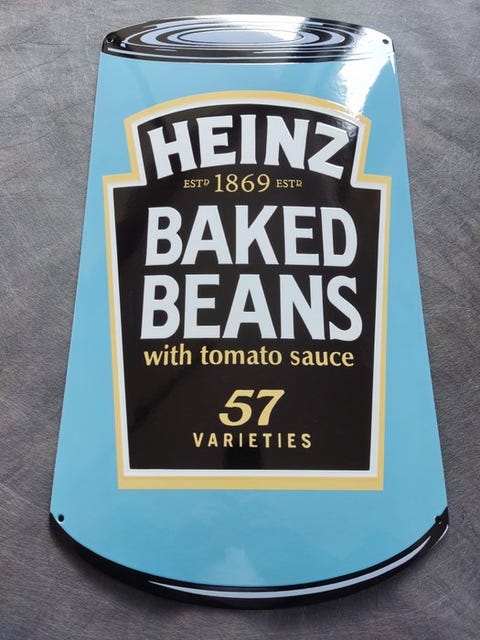 HEINZ
ESTD 1869 ESTD
BAKED
BEANS
with tomato sauce
57
VARIETIES